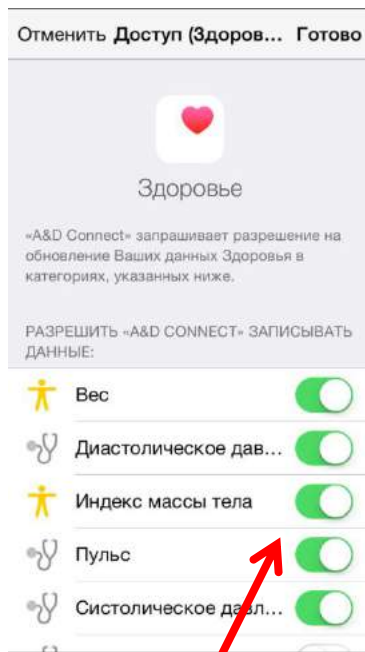 Отменить Доступ (Здоров... Готово
Здоровье
«A&D Connect» запрашивает разрешение на
обновление Ваших данных Здоровья в
категориях, указанных ниже.
РАЗРЕШИТЬ «A&D CONNECT» ЗАПИСЫВАТЬ
ДАННЫЕ:
Вес
Диастолическое дав...
Индекс массы тела
Пульс
Систолическое давл...